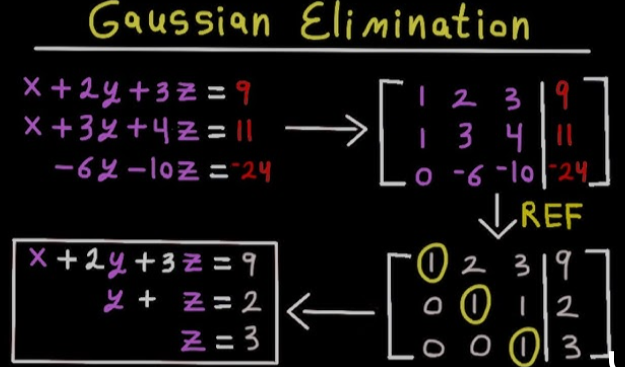 Gaussian Elimination
x + 2y + 3z = 9
x + 3y + 4z = 11
-6y - 10z = -24
1 2 3 | 9
1 3 4 | 11
0 -6 -10 | -24
REF
1 2 3 | 9
0 1 1 | 2
0 0 1 | 3
x + 2y + 3z = 9
y + z = 2
z = 3